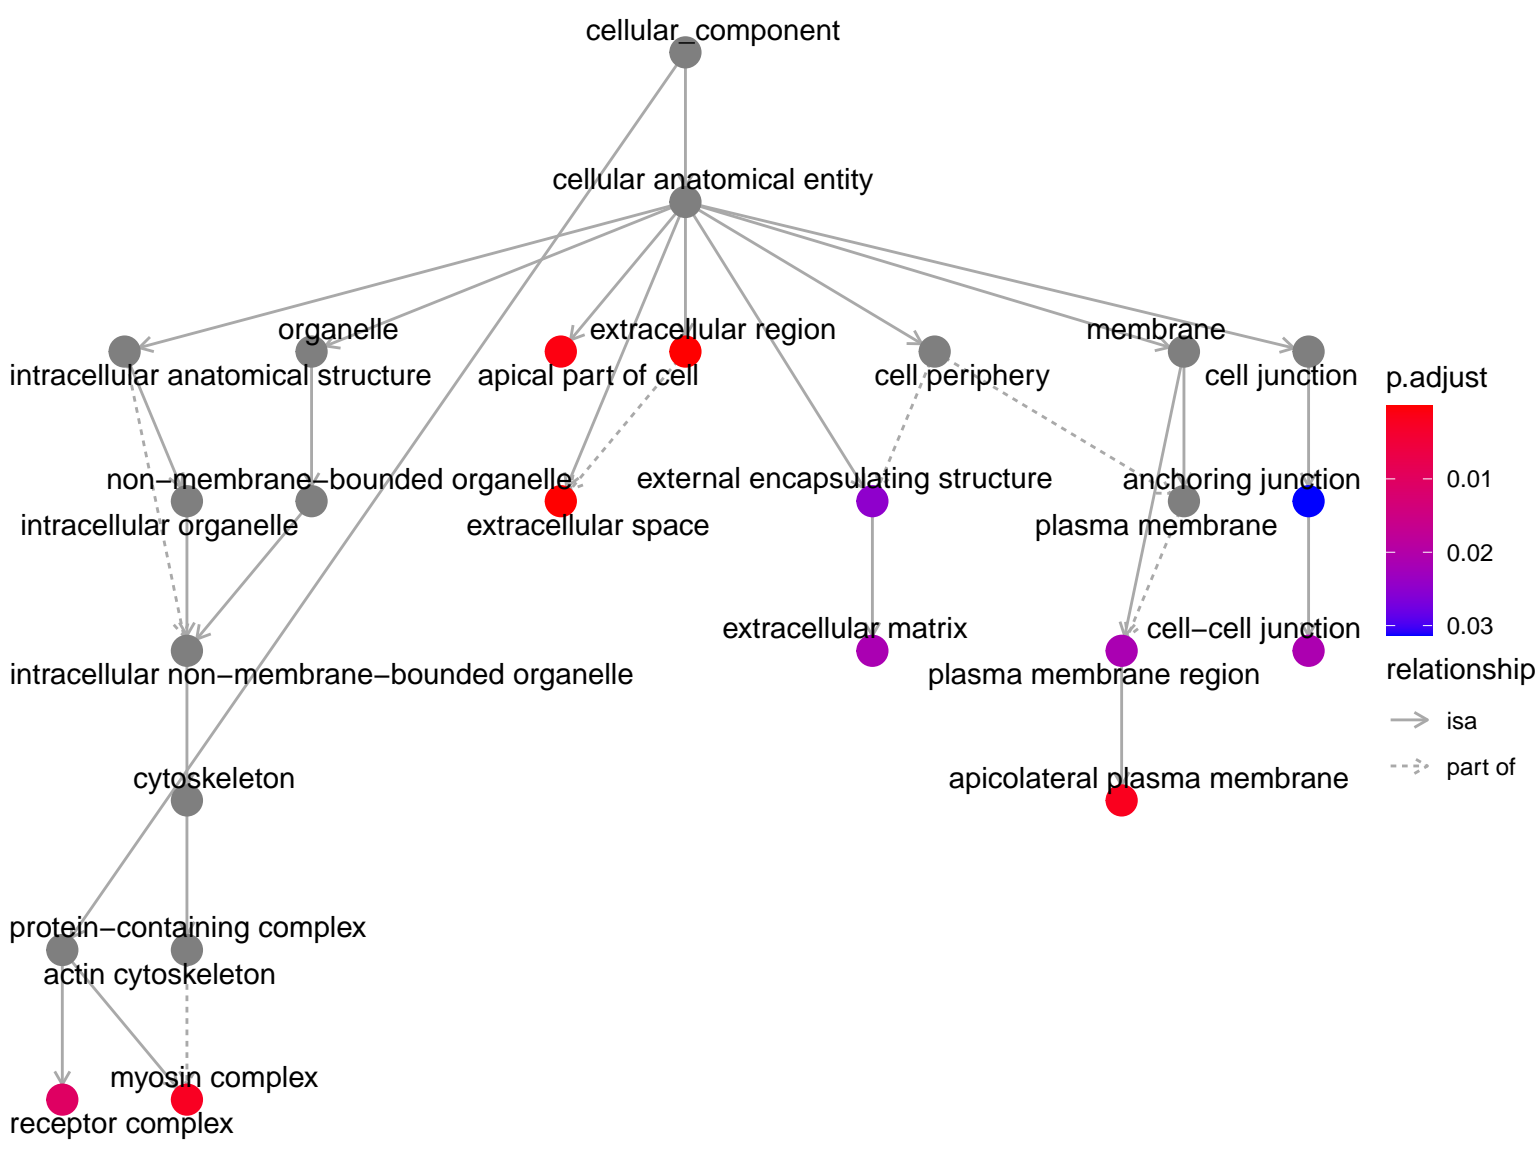 cellular_component
cellular anatomical entity
organelle
extracellular region
membrane
intracellular anatomical structure
apical part of cell
cell periphery
cell junction
p.adjust
non−membrane−bounded organelle
external encapsulating structure
anchoring junction
0.01
intracellular organelle
extracellular space
plasma membrane
0.02
extracellular matrix
cell−cell junction
0.03
intracellular non−membrane−bounded organelle
plasma membrane region
relationship
isa
part of
cytoskeleton
apicolateral plasma membrane
protein−containing complex
actin cytoskeleton
myosin complex
receptor complex